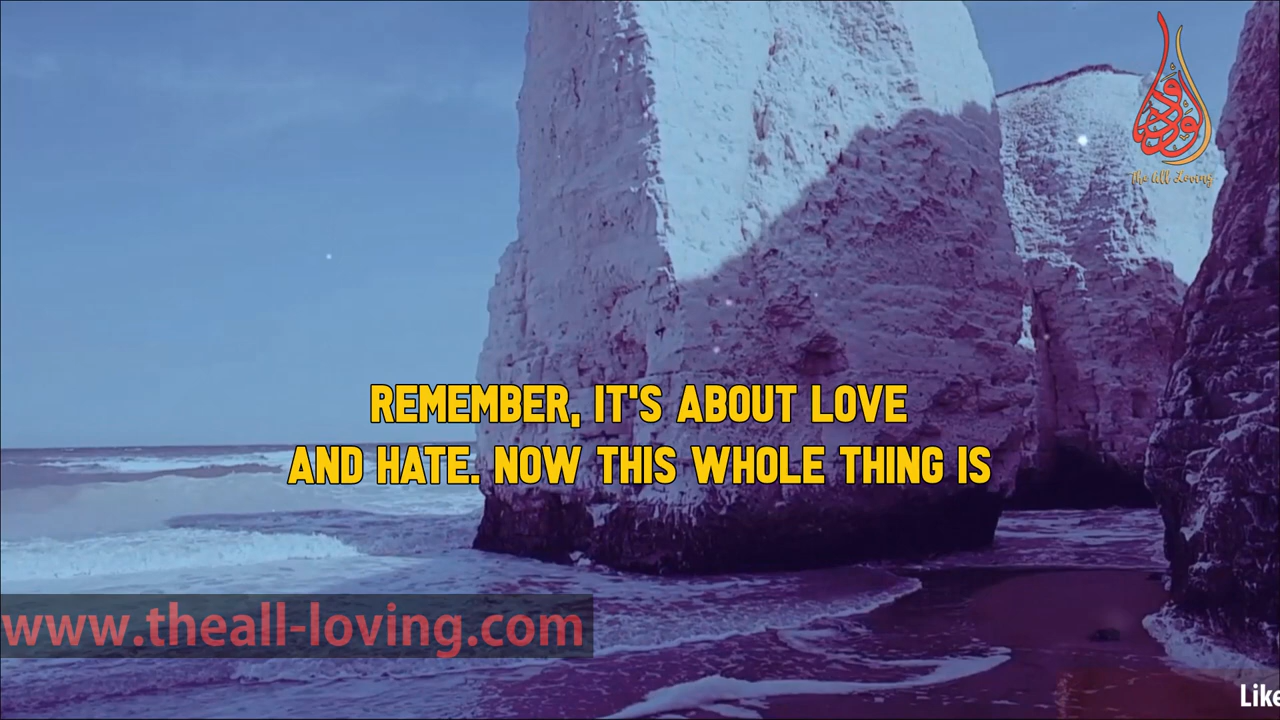 The All Loving
REMEMBER, IT'S ABOUT LOVE
AND HATE. NOW THIS WHOLE THING IS
www.theall-loving.com
Like